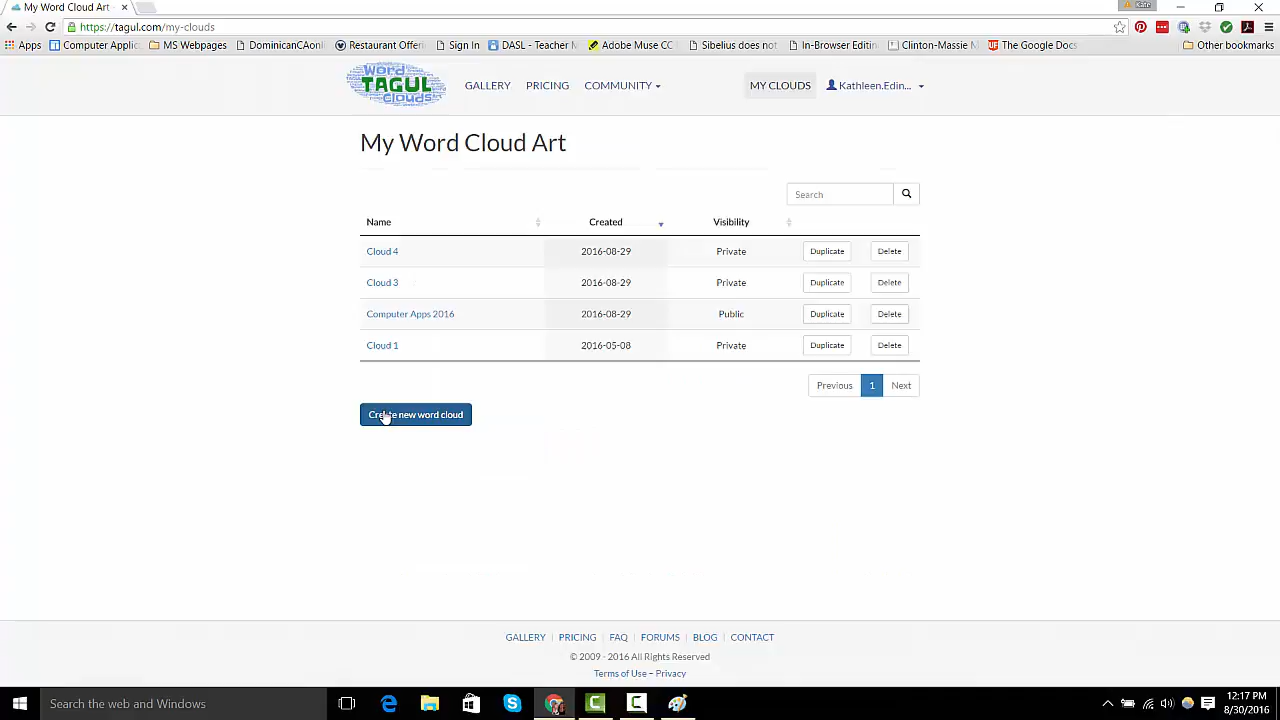 My Word Cloud Art -
Kate
https://tagul.com/my-clouds
Apps
Computer Applic
MS Webpages
DominicanCAonli
Restaurant Offerin
Sign In
DASL - Teacher M
Adobe Muse CC
Sibelius does not
In-Browser Editin
Clinton-Massie M
The Google Docs
Other bookmarks
Word
TAGUL
Clouds
GALLERY
PRICING
COMMUNITY
MY CLOUDS
Kathleen.Edin...
My Word Cloud Art
Search
Name Created Visibility
Cloud 4 2016-08-29 Private Duplicate Delete
Cloud 3 2016-08-29 Private Duplicate Delete
Computer Apps 2016 2016-08-29 Public Duplicate Delete
Cloud 1 2016-05-08 Private Duplicate Delete
Previous 1 Next
Create new word cloud
GALLERY | PRICING | FAQ | FORUMS | BLOG | CONTACT
© 2009 - 2016 All Rights Reserved
Terms of Use – Privacy
Search the web and Windows
12:17 PM
8/30/2016